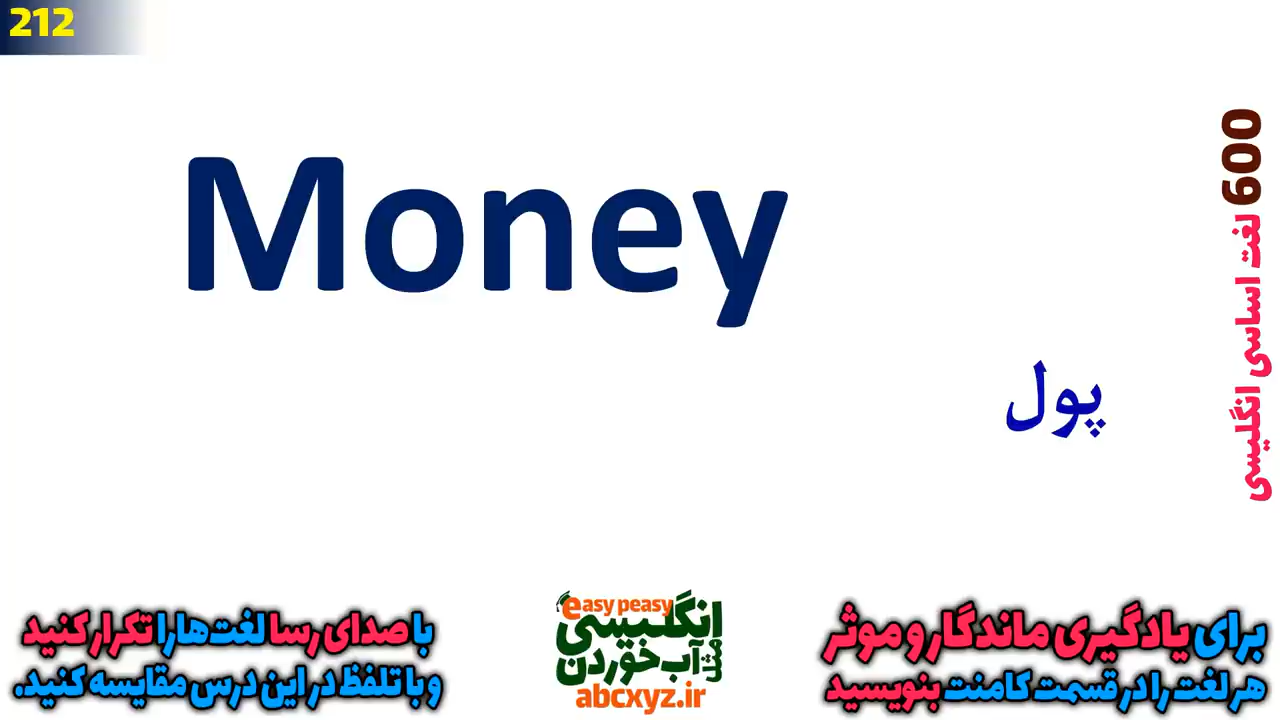 212
Money
پول
600 لغت اساسی انگلیسی
با صدای رسا لغت‌ها را تکرار کنید
و با تلفظ در این درس مقایسه کنید.
easy peasy
انگلیسی
مثل آب خوردن
abcxyz.ir
برای یادگیری ماندگار و موثر
هر لغت را در قسمت کامنت بنویسید